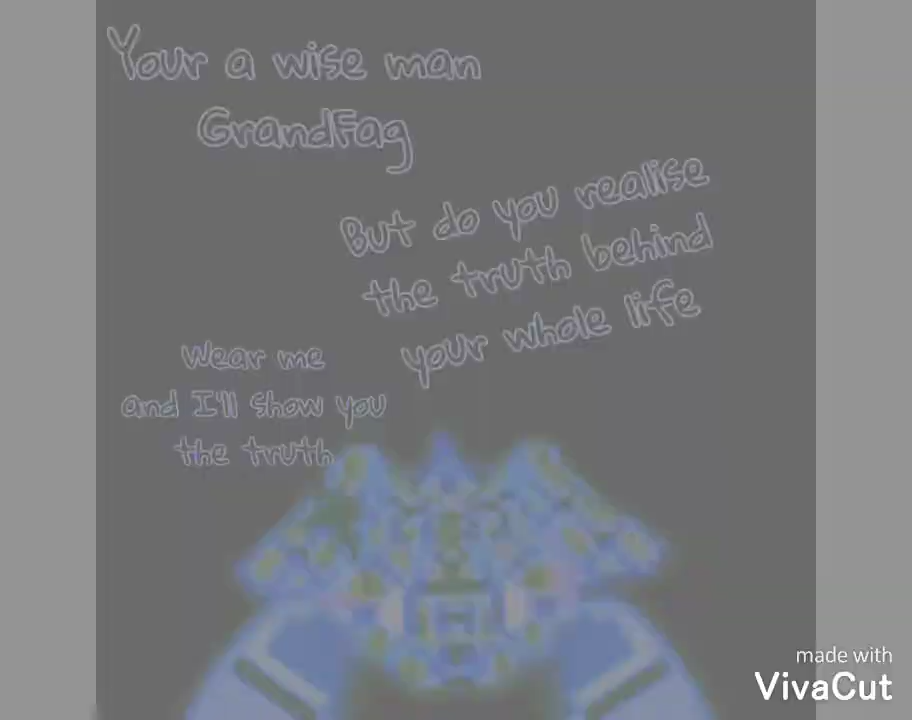 Your a wise man
GrandFag
But do you realise
the truth behind
your whole life
Wear me
and I'll show you
the truth
made with
VivaCut